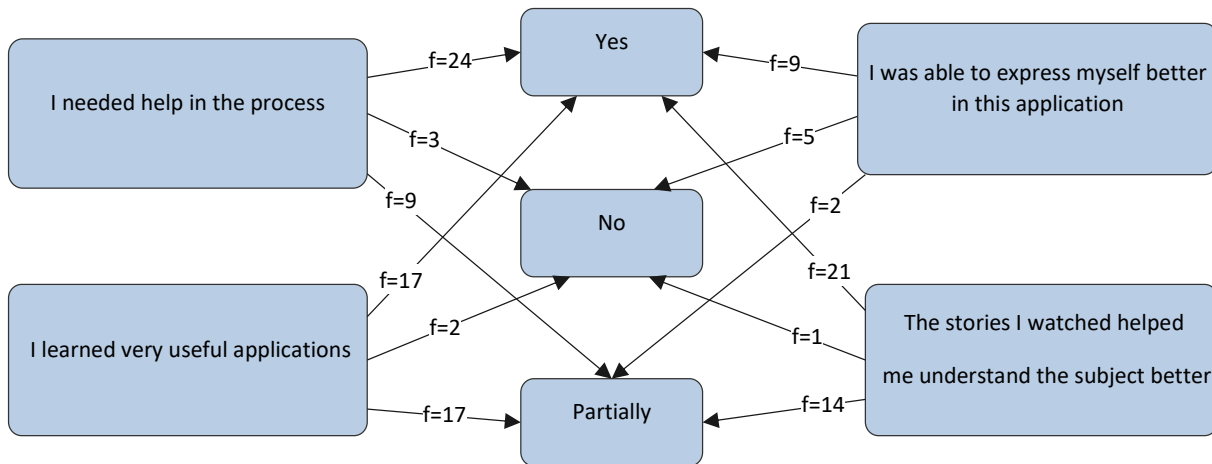 Yes
f=24
f=9
I needed help in the process
I was able to express myself better
in this application
f=3
f=5
f=9
f=2
No
f=17
f=21
f=2
f=1
I learned very useful applications
The stories I watched helped
me understand the subject better
f=17
f=14
Partially